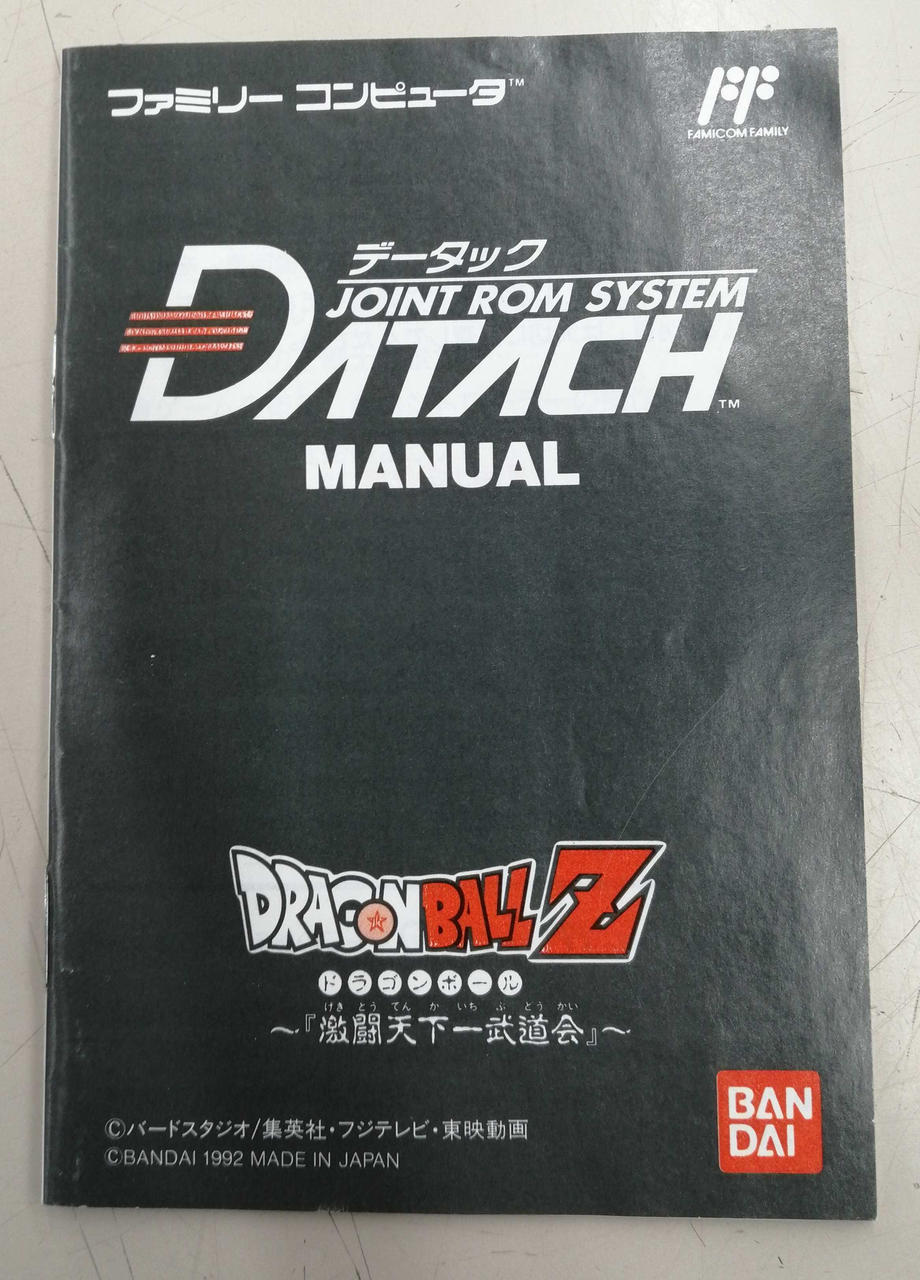 ファミリー コンピュータ™
FAMICOM FAMILY
データック
JOINT ROM SYSTEM
DATACH™
MANUAL
DRAGON BALL Z
ドラゴンボール
げき とう てん か いち ぶ どう かい
~『激闘天下一武道会』~
©バードスタジオ/集英社・フジテレビ・東映動画
©BANDAI 1992 MADE IN JAPAN
BAN
DAI